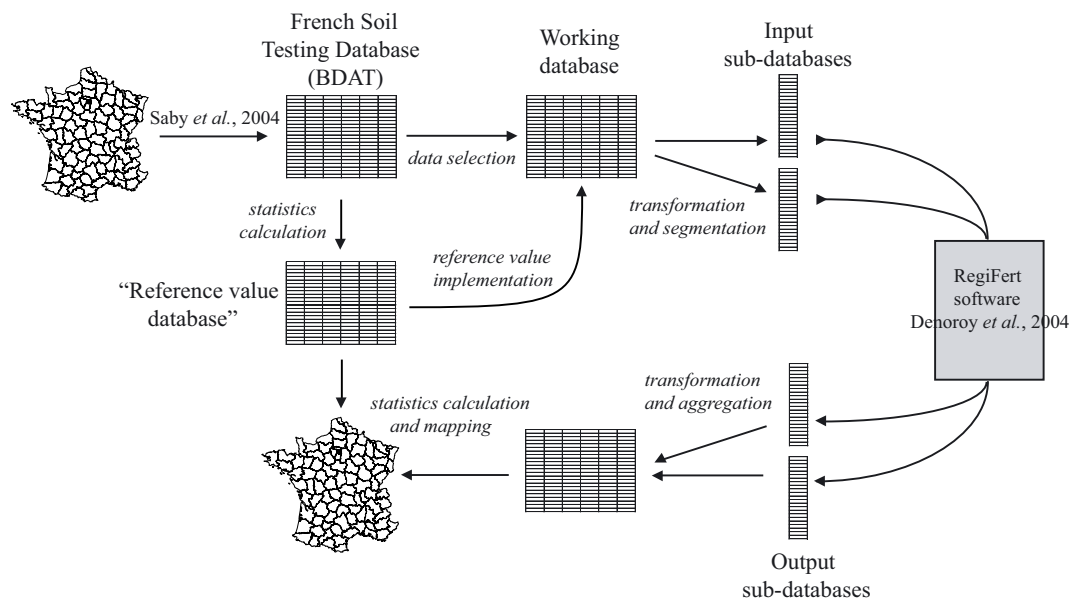 French Soil
Testing Database
(BDAT)
Working
database
Input
sub-databases
Saby et al., 2004
data selection
statistics
calculation
transformation
and segmentation
reference value
implementation
“Reference value
database”
RegiFert
software
Denoroy et al., 2004
transformation
and aggregation
statistics calculation
and mapping
Output
sub-databases